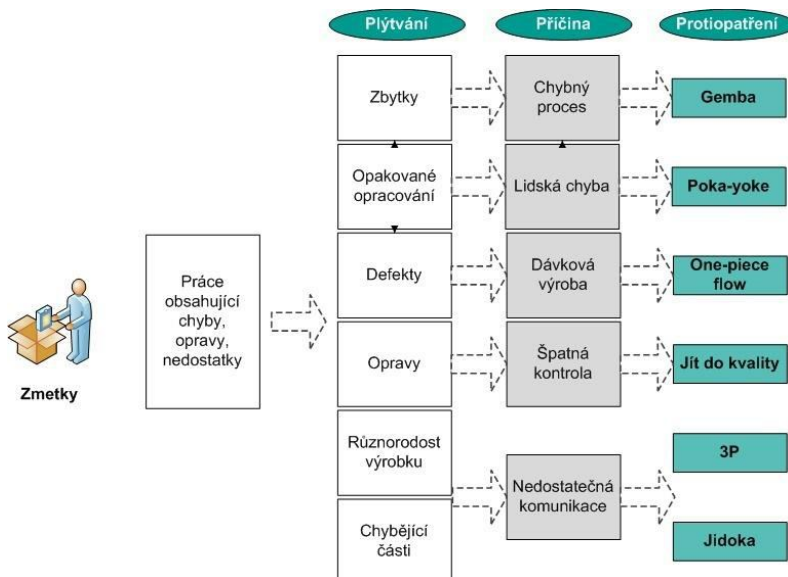 Plýtvání
Příčina
Protiopatření
Zbytky
Chybný
proces
Gemba
Opakované
opracování
Lidská chyba
Poka-yoke
Práce
obsahující
chyby,
opravy,
nedostatky
Zmetky
Defekty
Dávková
výroba
One-piece
flow
Opravy
Špatná
kontrola
Jít do kvality
Různorodost
výrobku
Chybějící
části
Nedostatečná
komunikace
3P
Jidoka